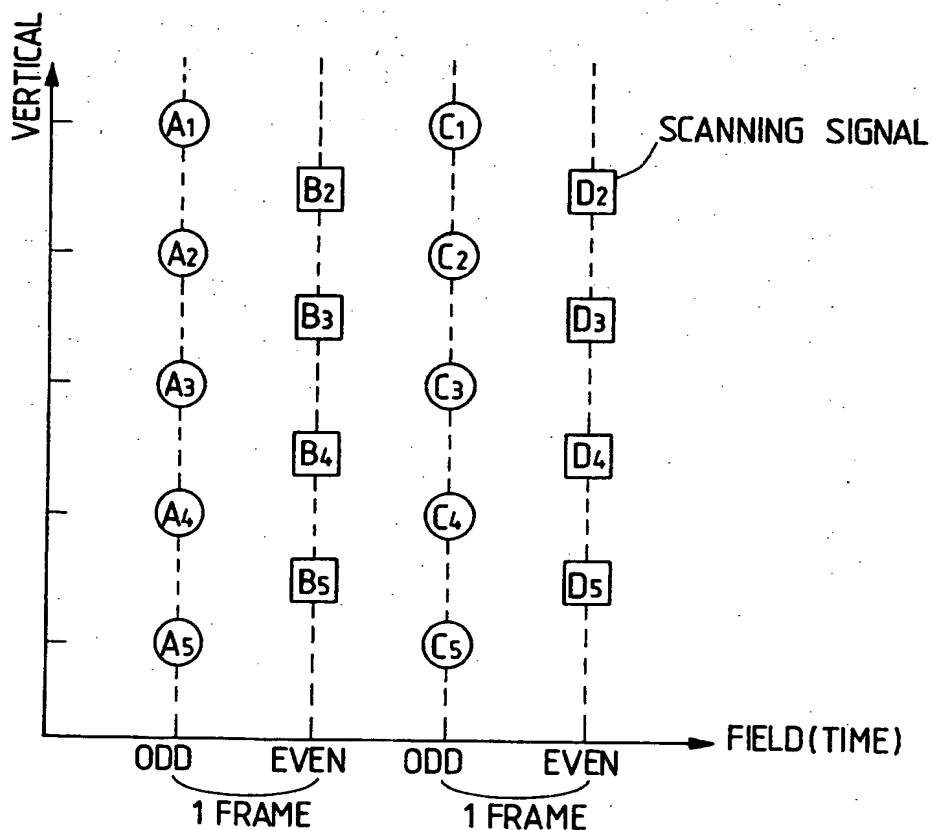 VERTICAL
A1 C1
SCANNING SIGNAL
B2 D2
A2 C2
B3 D3
A3 C3
B4 D4
A4 C4
B5 D5
A5 C5
FIELD(TIME)
ODD EVEN ODD EVEN
1 FRAME 1 FRAME